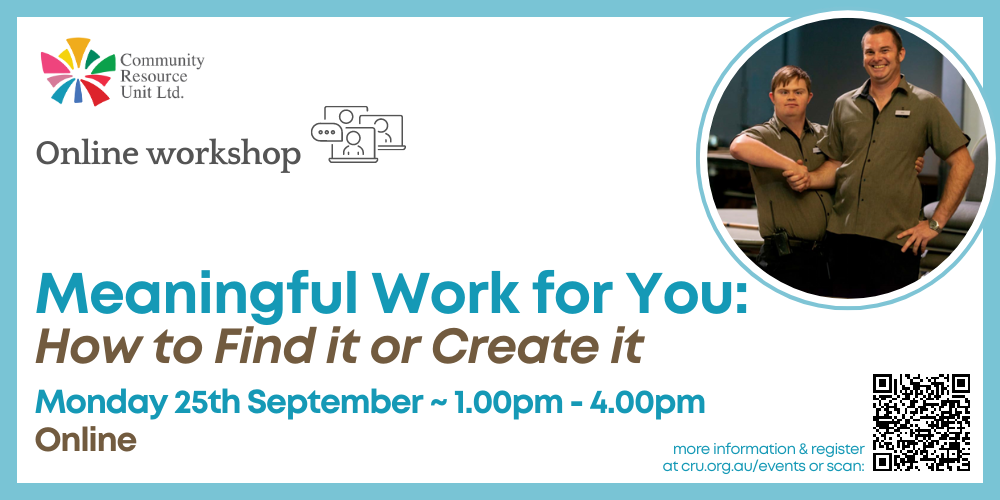 Community
Resource
Unit Ltd.
Online workshop
Meaningful Work for You:
How to Find it or Create it
Monday 25th September ~ 1.00pm - 4.00pm
Online
more information & register
at cru.org.au/events or scan: